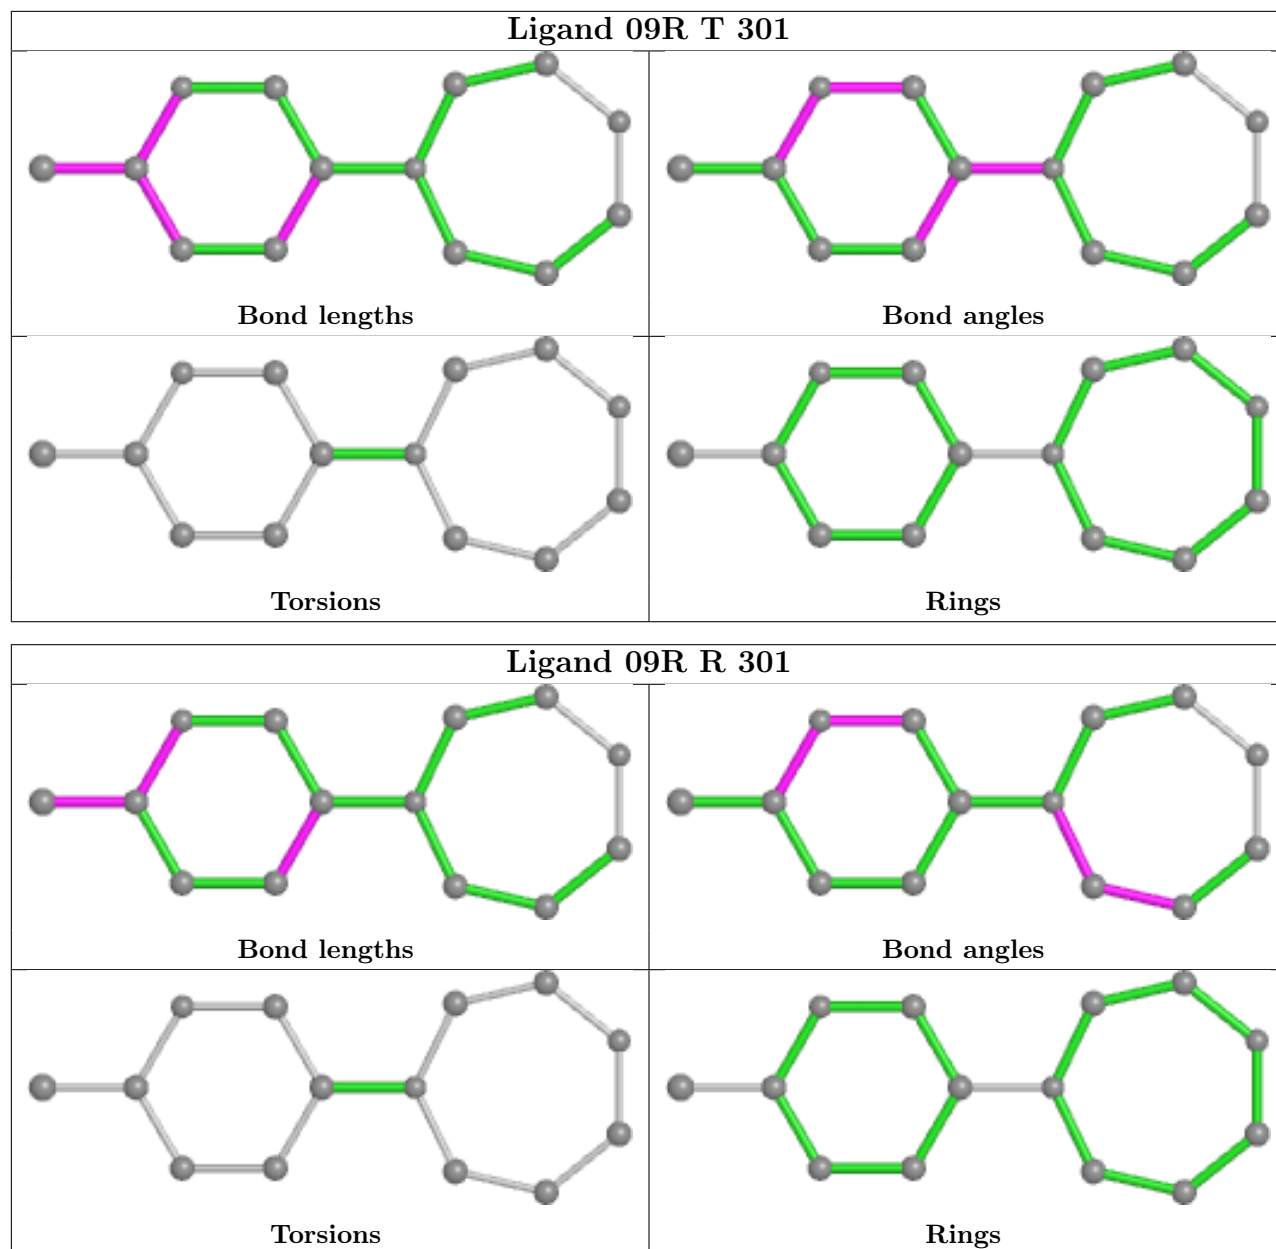 Ligand 09R T 301
Bond lengths
Bond angles
Torsions
Rings
Ligand 09R R 301
Bond lengths
Bond angles
Torsions
Rings